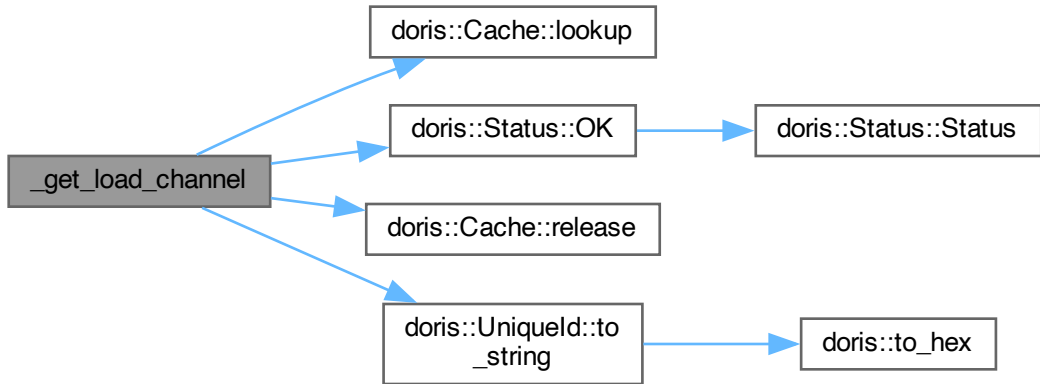 doris::Cache::lookup
doris::Status::OK
doris::Status::Status
_get_load_channel
doris::Cache::release
doris::UniqueId::to
_string
doris::to_hex